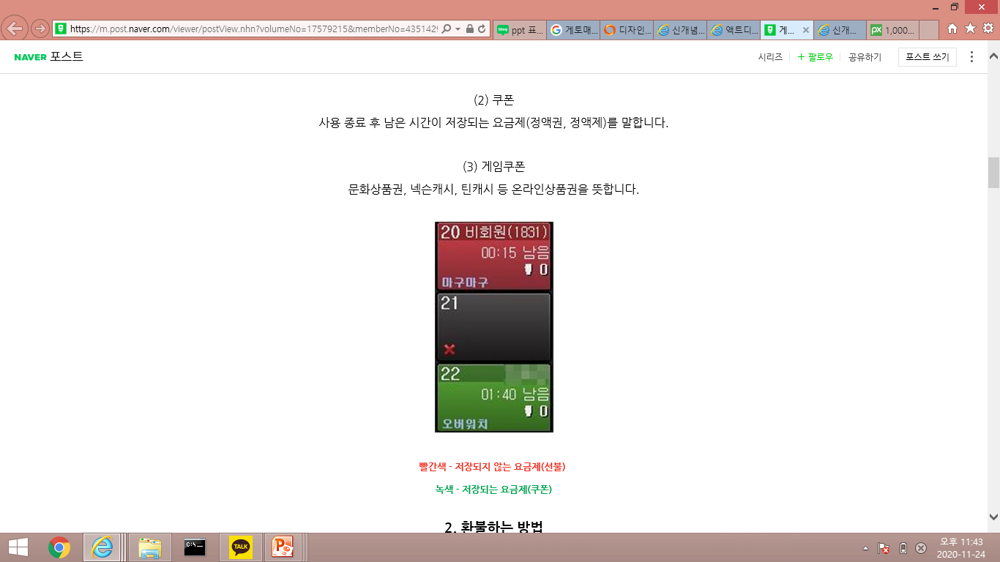 https://m.post.naver.com/viewer/postView.nhn?volumeNo=17579215&memberNo=4351429
ppt 표...
게토매...
디자인...
신개념...
액트디...
게...
신개...
1,000...
NAVER 포스트
시리즈
+ 팔로우
공유하기
포스트 쓰기
(2) 쿠폰
사용 종료 후 남은 시간이 저장되는 요금제(정액권, 정액제)를 말합니다.
(3) 게임쿠폰
문화상품권, 넥슨캐시, 틴캐시 등 온라인상품권을 뜻합니다.
20 비회원(1831)
00:15 남음
0
마구마구
21
22
01:40 남음
0
오버워치
빨간색 - 저장되지 않는 요금제(선불)
녹색 - 저장되는 요금제(쿠폰)
2. 환불하는 방법
TALK
오후 11:43
2020-11-24